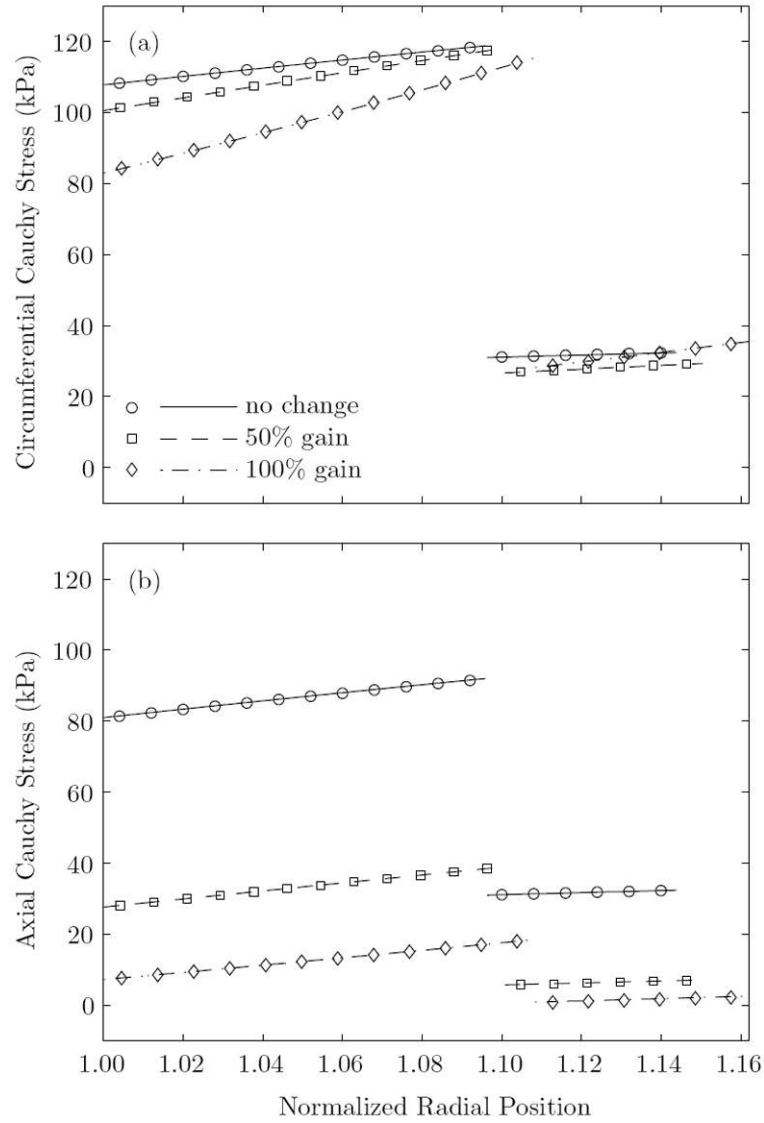 (a)
Circumferential Cauchy Stress (kPa)
120
100
80
60
40
20
0
no change
50% gain
100% gain
(b)
Axial Cauchy Stress (kPa)
120
100
80
60
40
20
0
1.00 1.02 1.04 1.06 1.08 1.10 1.12 1.14 1.16
Normalized Radial Position